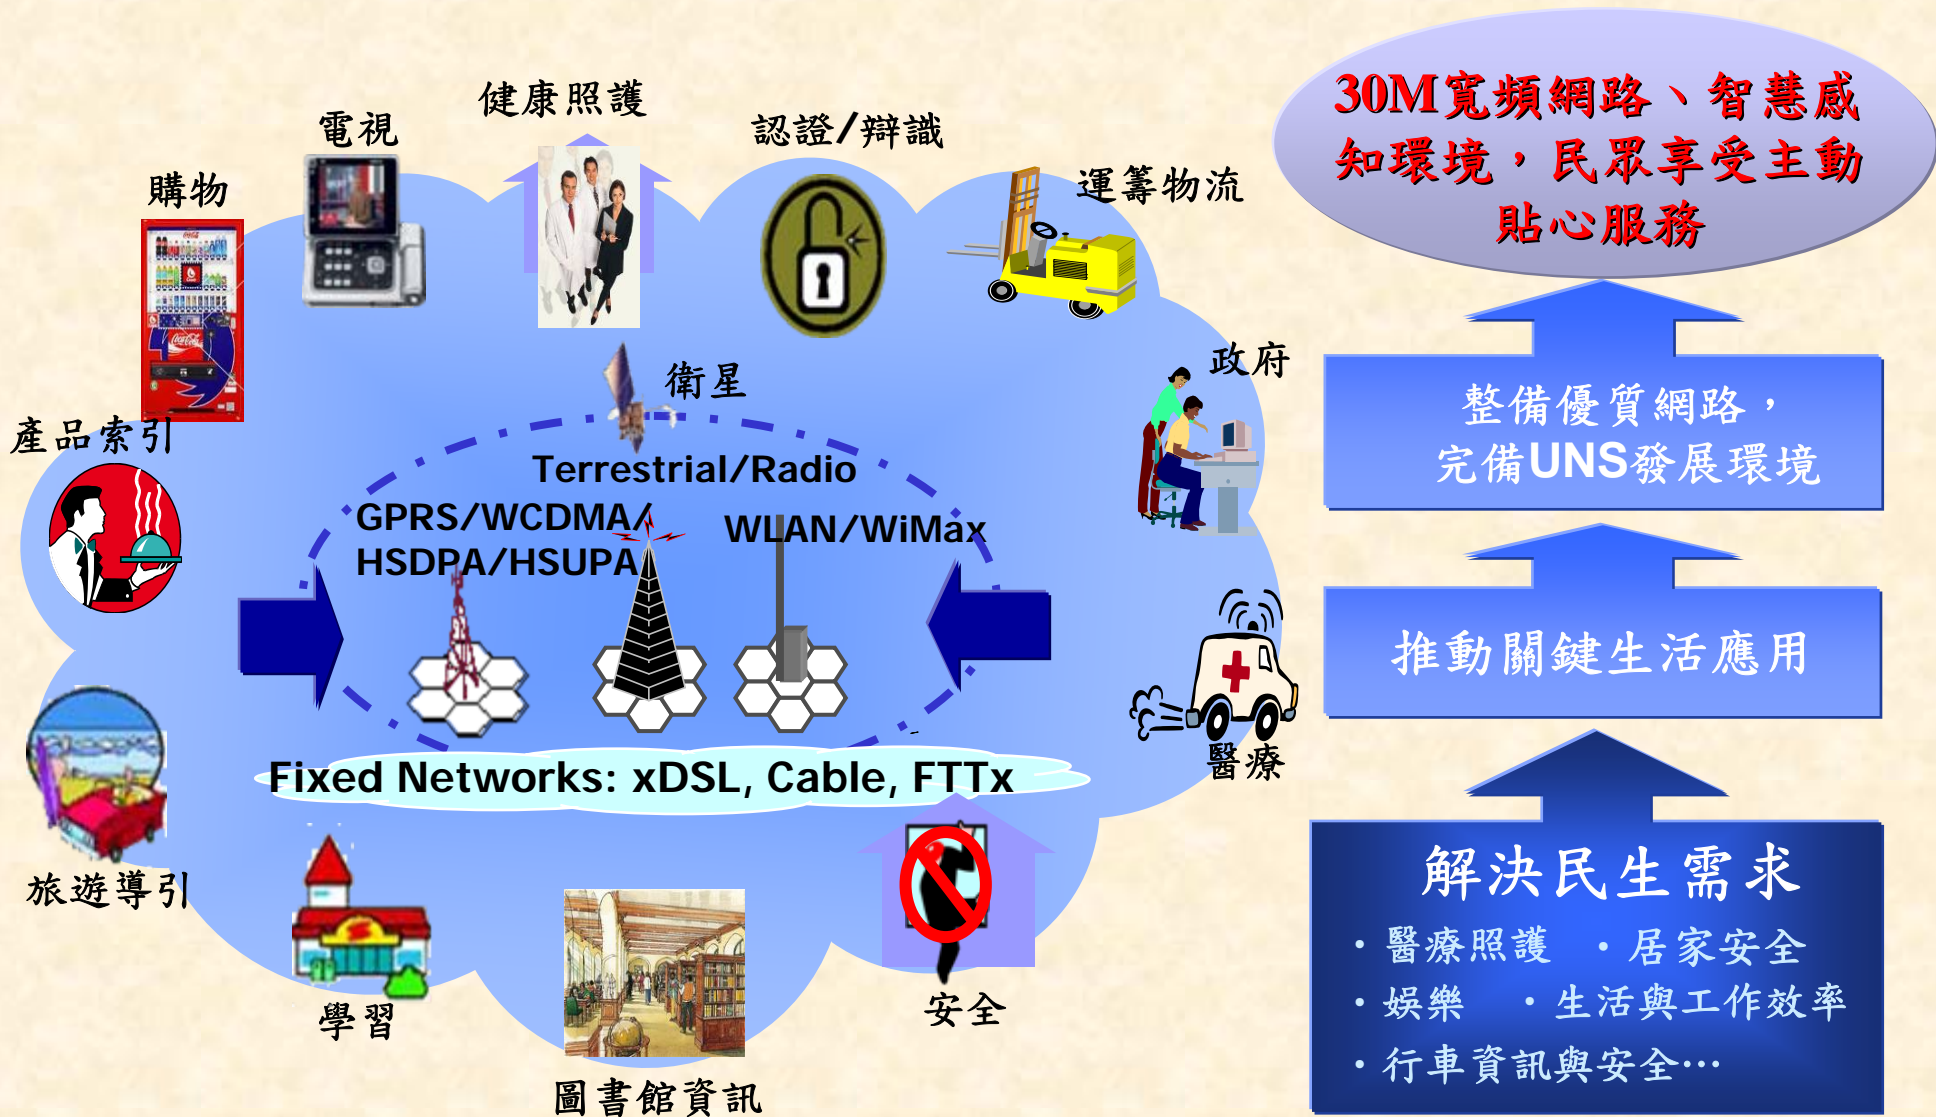 健康照護
電視
認證/辯識
購物
運籌物流
政府
衛星
產品索引
Terrestrial/Radio
GPRS/WCDMA/
HSDPA/HSUPA
WLAN/WiMax
醫療
Fixed Networks: xDSL, Cable, FTTx
旅遊導引
學習
安全
圖書館資訊
30M寬頻網路、智慧感
知環境，民眾享受主動
貼心服務
整備優質網路，
完備UNS發展環境
推動關鍵生活應用
解決民生需求
・醫療照護 ・居家安全
・娛樂 ・生活與工作效率
・行車資訊與安全…
Coca-Cola